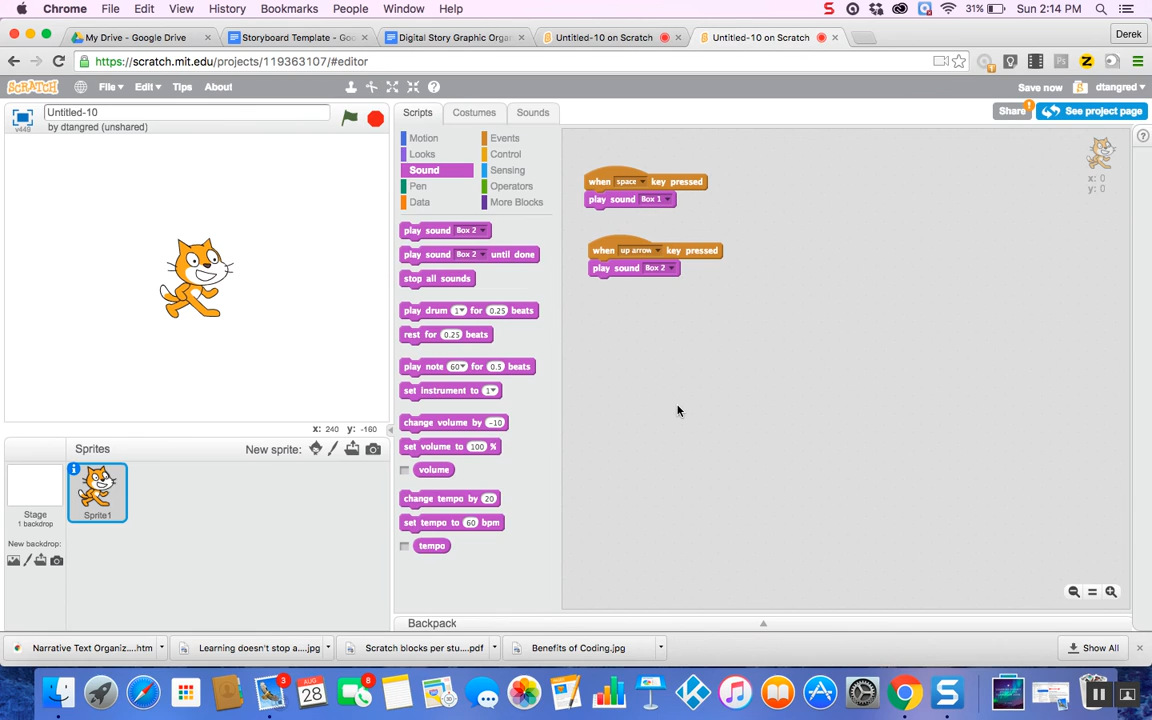 Chrome File Edit View History Bookmarks People Window Help 31% Sun 2:14 PM
My Drive - Google Drive Storyboard Template - Goo Digital Story Graphic Organ Untitled-10 on Scratch Untitled-10 on Scratch Derek
https://scratch.mit.edu/projects/119363107/#editor
SCRATCH File Edit Tips About Save now dtangred
Untitled-10
by dtangred (unshared)
v449
Scripts Costumes Sounds
Share See project page
Motion Events
Looks Control
Sound Sensing
Pen Operators
Data More Blocks
play sound Box 2
play sound Box 2 until done
stop all sounds
play drum 1 for 0.25 beats
rest for 0.25 beats
play note 60 for 0.5 beats
set instrument to 1
change volume by -10
set volume to 100 %
volume
change tempo by 20
set tempo to 60 bpm
tempo
when space key pressed
play sound Box 1
when up arrow key pressed
play sound Box 2
x: 0
y: 0
x: 240 y: -160
Sprites New sprite:
Stage
1 backdrop
New backdrop:
Sprite1
Backpack
Narrative Text Organiz....htm Learning doesn't stop a....jpg Scratch blocks per stu....pdf Benefits of Coding.jpg Show All
3 AUG 28 8